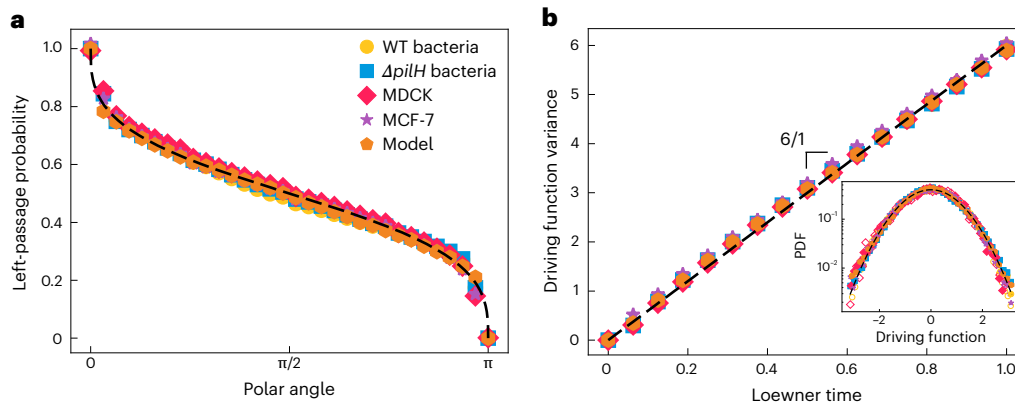 a
Left-passage probability
1.0
0.8
0.6
0.4
0.2
0
0
π/2
π
Polar angle
WT bacteria
ΔpilH bacteria
MDCK
MCF-7
Model
b
Driving function variance
6
5
4
3
2
1
0
0
0.2
0.4
0.6
0.8
1.0
Loewner time
6/1
PDF
10⁻¹
10⁻²
−2
0
2
Driving function